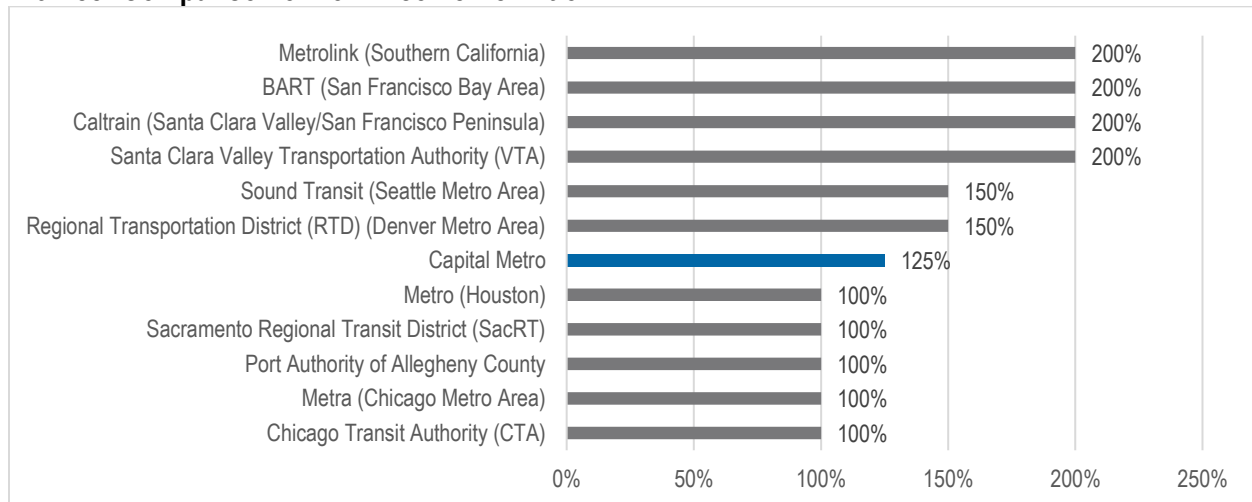 Metrolink (Southern California) 200%
BART (San Francisco Bay Area) 200%
Caltrain (Santa Clara Valley/San Francisco Peninsula) 200%
Santa Clara Valley Transportation Authority (VTA) 200%
Sound Transit (Seattle Metro Area) 150%
Regional Transportation District (RTD) (Denver Metro Area) 150%
Capital Metro 125%
Metro (Houston) 100%
Sacramento Regional Transit District (SacRT) 100%
Port Authority of Allegheny County 100%
Metra (Chicago Metro Area) 100%
Chicago Transit Authority (CTA) 100%
0% 50% 100% 150% 200% 250%